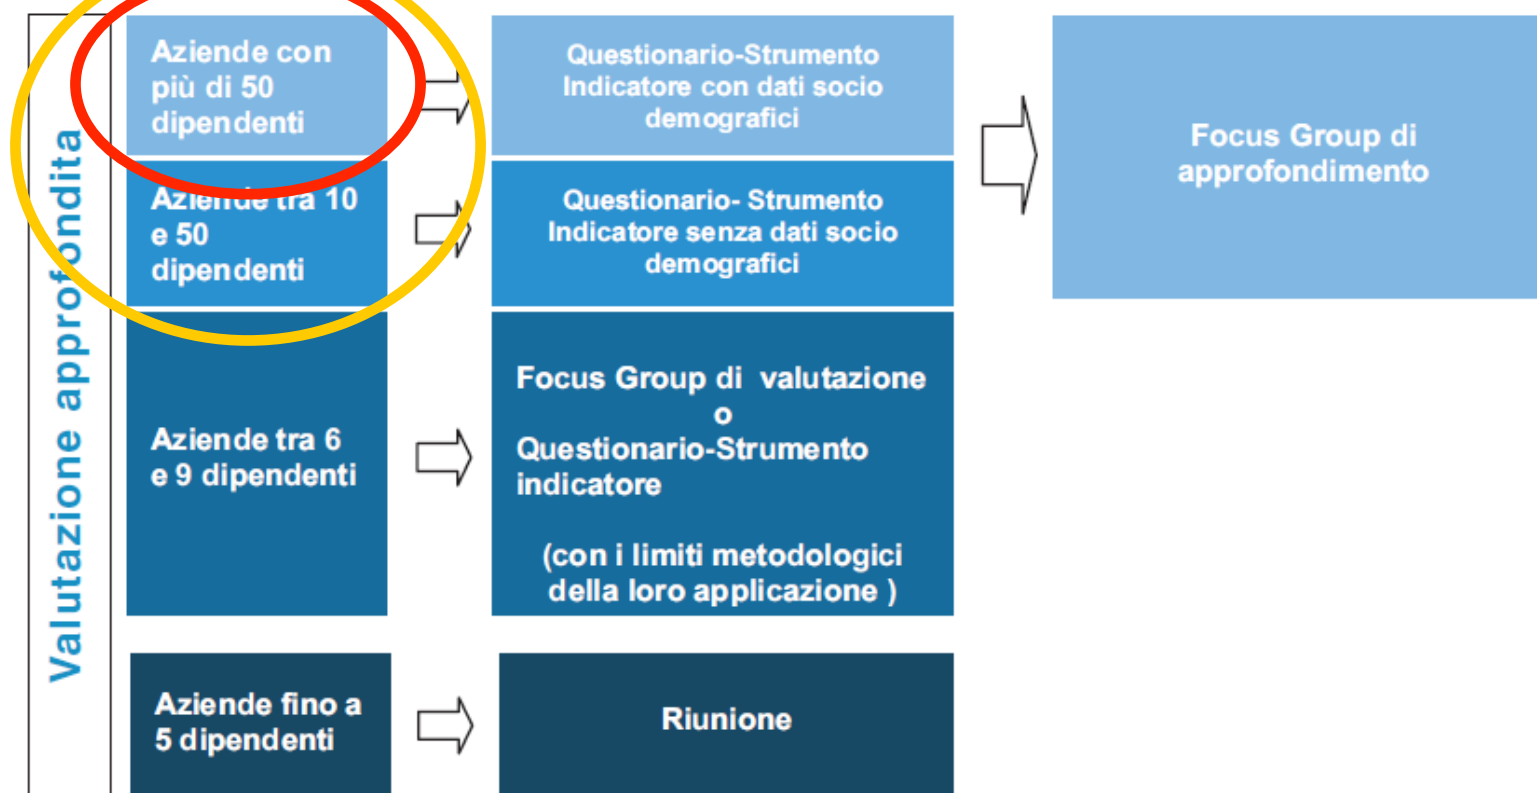 Valutazione approfondita
Aziende con
più di 50
dipendenti
Questionario-Strumento
Indicatore con dati socio
demografici
Focus Group di
approfondimento
Aziende tra 10
e 50
dipendenti
Questionario- Strumento
Indicatore senza dati socio
demografici
Aziende tra 6
e 9 dipendenti
Focus Group di valutazione
o
Questionario-Strumento
indicatore
(con i limiti metodologici
della loro applicazione )
Aziende fino a
5 dipendenti
Riunione